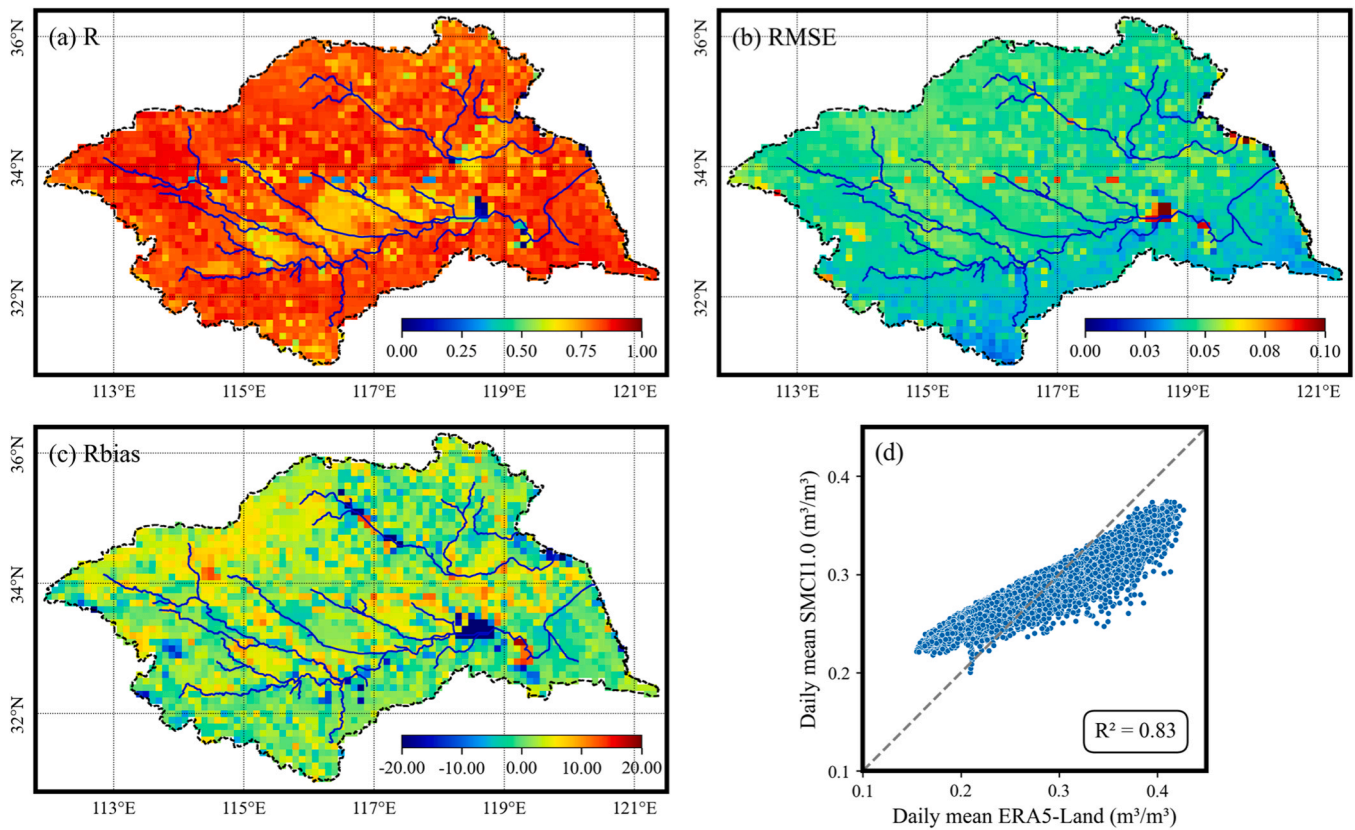 (a) R
36°N
34°N
32°N
0.00 0.25 0.50 0.75 1.00
113°E 115°E 117°E 119°E 121°E
(b) RMSE
36°N
34°N
32°N
0.00 0.03 0.05 0.08 0.10
113°E 115°E 117°E 119°E 121°E
(c) Rbias
36°N
34°N
32°N
-20.00 -10.00 0.00 10.00 20.00
113°E 115°E 117°E 119°E 121°E
(d)
Daily mean SMCI1.0 (m³/m³)
0.4
0.3
0.2
0.1
R² = 0.83
0.1 0.2 0.3 0.4
Daily mean ERA5-Land (m³/m³)